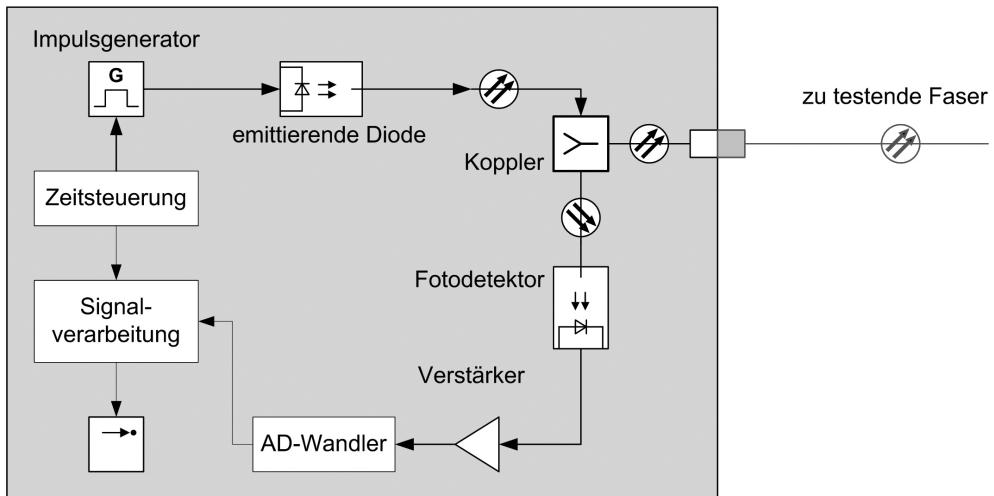 Impulsgenerator
G
emittierende Diode
zu testende Faser
Koppler
Zeitsteuerung
Fotodetektor
Signal-
verarbeitung
Verstärker
AD-Wandler